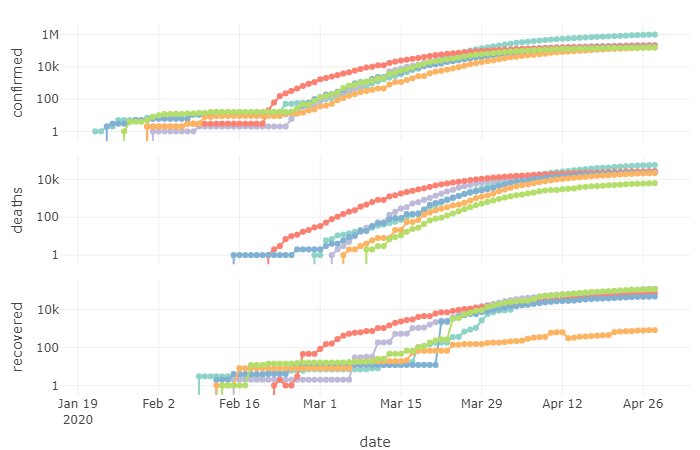 confirmed
1M
10k
100
1
deaths
10k
100
1
recovered
10k
100
1
Jan 19 Feb 2 Feb 16 Mar 1 Mar 15 Mar 29 Apr 12 Apr 26
2020
date